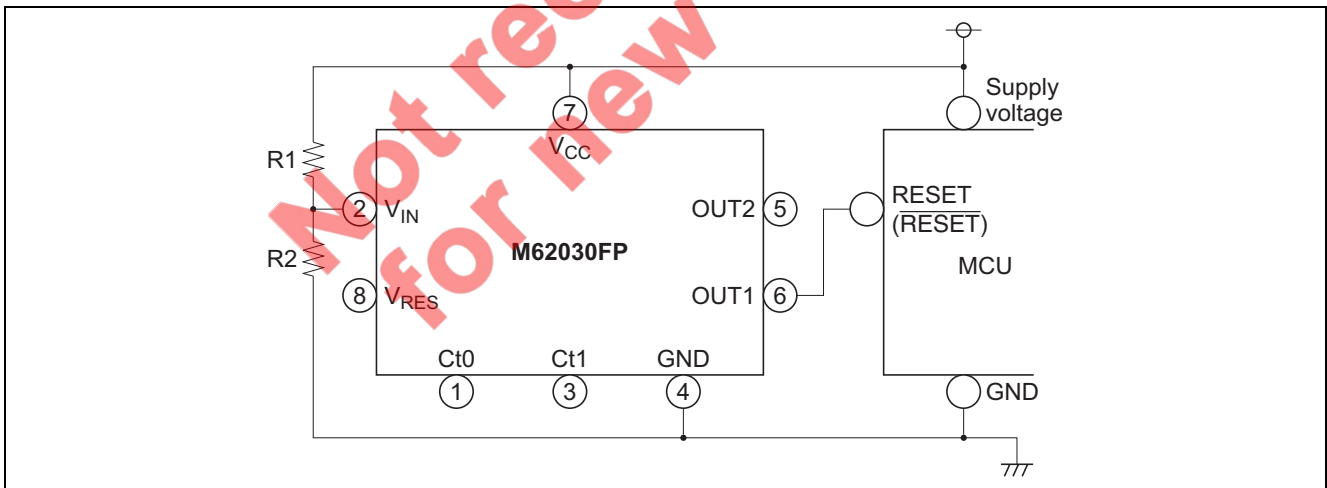 Not rec
for new
Supply
voltage
7
VCC
R1
2
VIN
OUT2
5
RESET
(RESET)
M62030FP
MCU
R2
8
VRES
OUT1
6
Ct0
Ct1
GND
1
3
4
GND